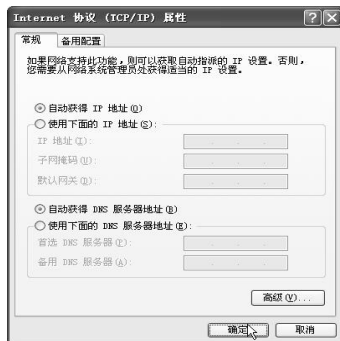 Internet 协议 (TCP/IP) 属性
常规 备用配置
如果网络支持此功能，则可以获取自动指派的 IP 设置。否则，
您需要从网络系统管理员处获得适当的 IP 设置。
自动获得 IP 地址(O)
使用下面的 IP 地址(S):
IP 地址(I):
子网掩码(U):
默认网关(D):
自动获得 DNS 服务器地址(B)
使用下面的 DNS 服务器地址(E):
首选 DNS 服务器(P):
备用 DNS 服务器(A):
高级(V)...
确定 取消